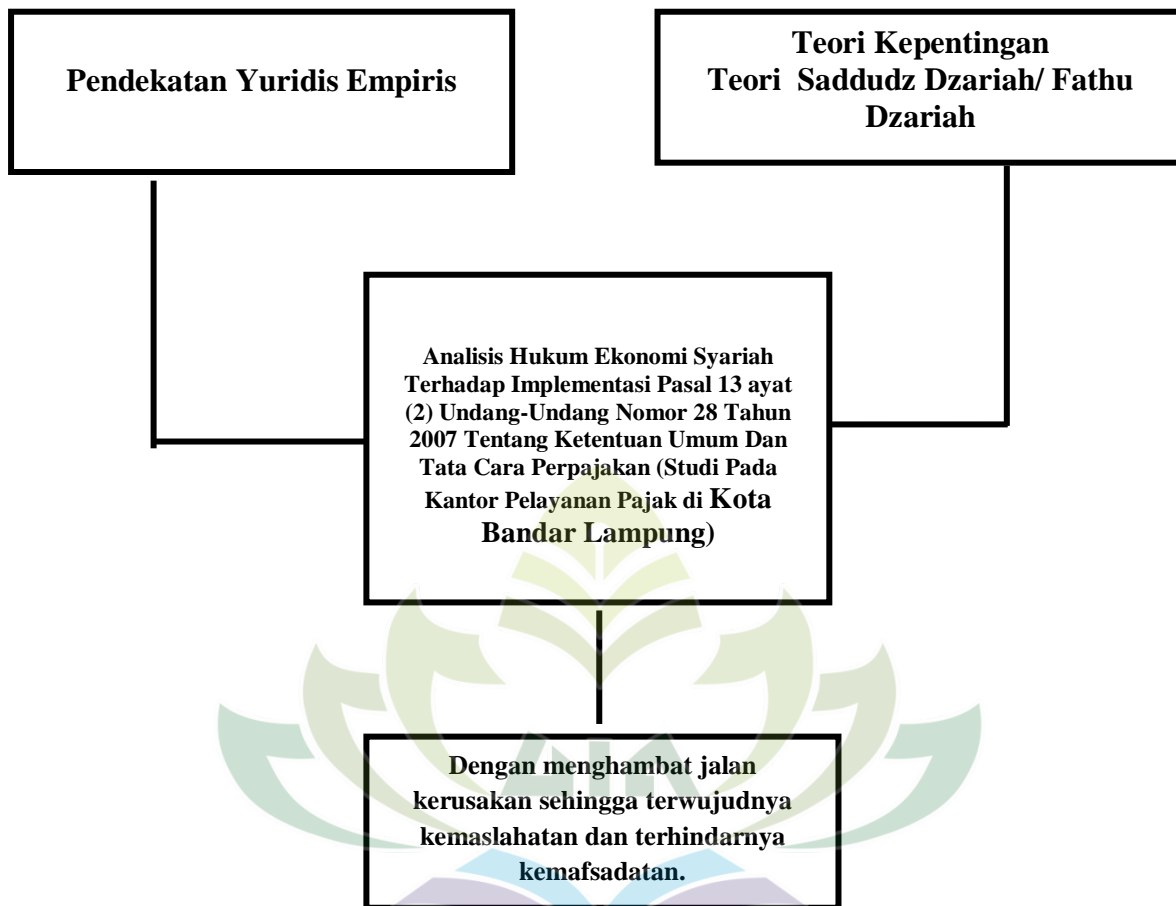 Pendekatan Yuridis Empiris
Teori Kepentingan
Teori Saddudz Dzariah/ Fathu
Dzariah
Analisis Hukum Ekonomi Syariah
Terhadap Implementasi Pasal 13 ayat
(2) Undang-Undang Nomor 28 Tahun
2007 Tentang Ketentuan Umum Dan
Tata Cara Perpajakan (Studi Pada
Kantor Pelayanan Pajak di Kota
Bandar Lampung)
Dengan menghambat jalan
kerusakan sehingga terwujudnya
kemaslahatan dan terhindarnya
kemafsadatan.